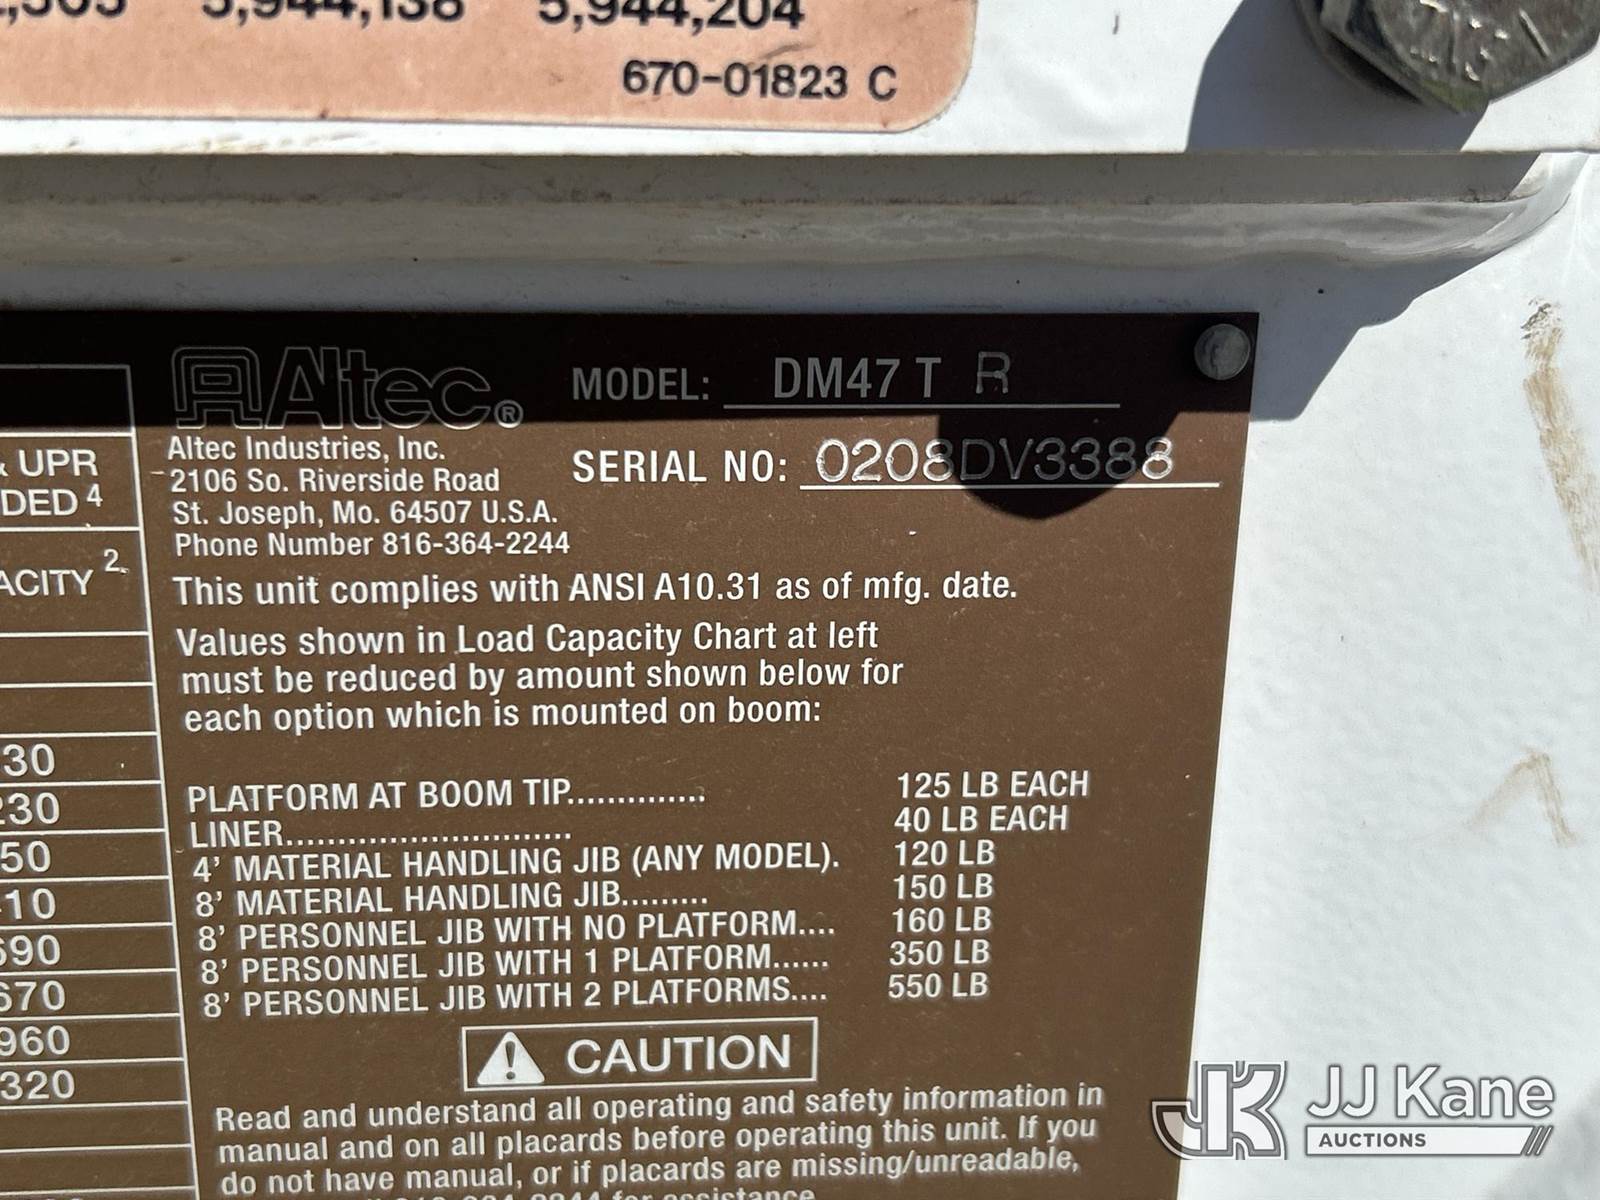 5,944,138 5,944,204
670-01823 C
Altec®
MODEL: DM47 T R
Altec Industries, Inc.
2106 So. Riverside Road
St. Joseph, Mo. 64507 U.S.A.
Phone Number 816-364-2244
SERIAL NO: 0208DV3388
& UPR
DED 4
ACITY 2.
This unit complies with ANSI A10.31 as of mfg. date.
Values shown in Load Capacity Chart at left
must be reduced by amount shown below for
each option which is mounted on boom:
30
230
50
10
690
670
960
320
PLATFORM AT BOOM TIP.............. 125 LB EACH
LINER........................... 40 LB EACH
4' MATERIAL HANDLING JIB (ANY MODEL). 120 LB
8' MATERIAL HANDLING JIB......... 150 LB
8' PERSONNEL JIB WITH NO PLATFORM.... 160 LB
8' PERSONNEL JIB WITH 1 PLATFORM...... 350 LB
8' PERSONNEL JIB WITH 2 PLATFORMS.... 550 LB
CAUTION
Read and understand all operating and safety information in
manual and on all placards before operating this unit. If you
do not have manual, or if placards are missing/unreadable,
for assistance
JK JJ Kane
AUCTIONS